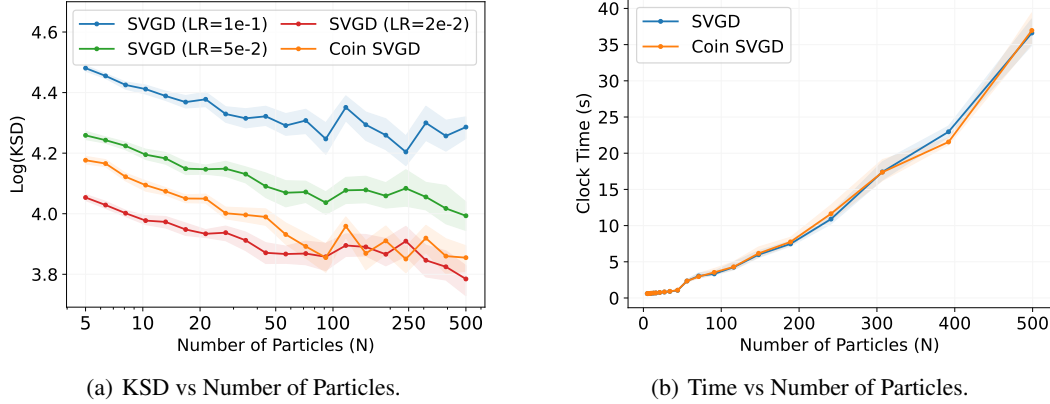 SVGD (LR=1e-1)
SVGD (LR=5e-2)
SVGD (LR=2e-2)
Coin SVGD
Log(KSD)
4.6
4.4
4.2
4.0
3.8
5 10 20 50 100 250 500
Number of Particles (N)
(a) KSD vs Number of Particles.
SVGD
Coin SVGD
Clock Time (s)
40
35
30
25
20
15
10
5
0
0 100 200 300 400 500
Number of Particles (N)
(b) Time vs Number of Particles.